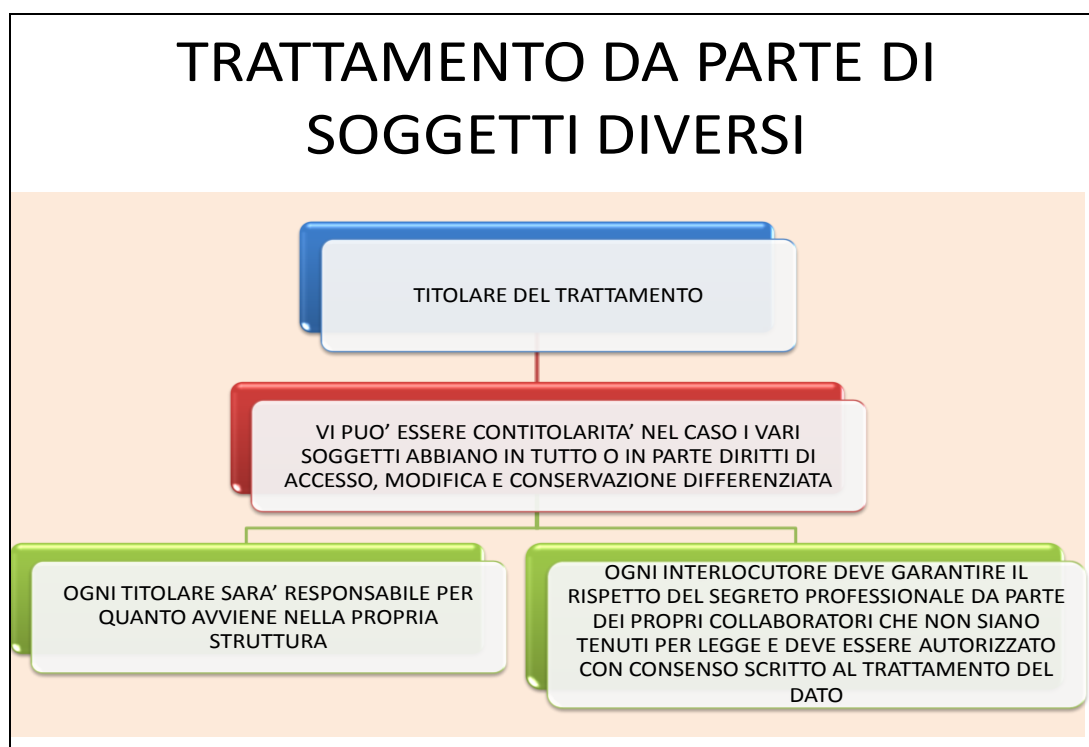 TRATTAMENTO DA PARTE DI
SOGGETTI DIVERSI
TITOLARE DEL TRATTAMENTO
VI PUO’ ESSERE CONTITOLARITA’ NEL CASO I VARI
SOGGETTI ABBIANO IN TUTTO O IN PARTE DIRITTI DI
ACCESSO, MODIFICA E CONSERVAZIONE DIFFERENZIATA
OGNI TITOLARE SARA’ RESPONSABILE PER
QUANTO AVVIENE NELLA PROPRIA
STRUTTURA
OGNI INTERLOCUTORE DEVE GARANTIRE IL
RISPETTO DEL SEGRETO PROFESSIONALE DA PARTE
DEI PROPRI COLLABORATORI CHE NON SIANO
TENUTI PER LEGGE E DEVE ESSERE AUTORIZZATO
CON CONSENSO SCRITTO AL TRATTAMENTO DEL
DATO